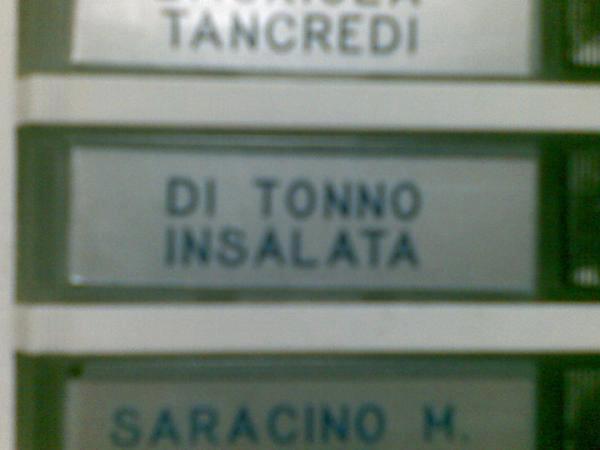 TANCREDI
DI TONNO
INSALATA
SARACINO M.